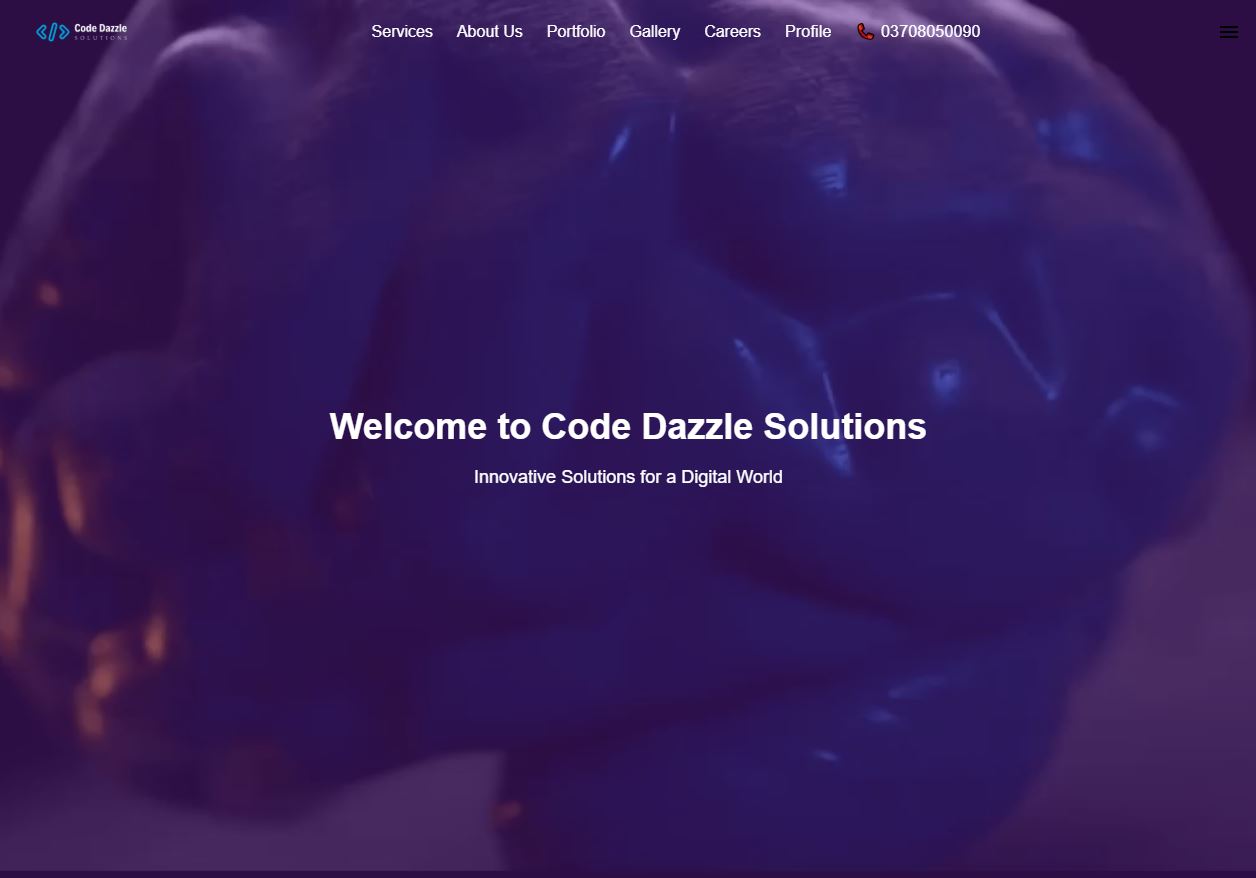 Code Dazzle
SOLUTIONS
Services About Us Portfolio Gallery Careers Profile 03708050090
Welcome to Code Dazzle Solutions
Innovative Solutions for a Digital World